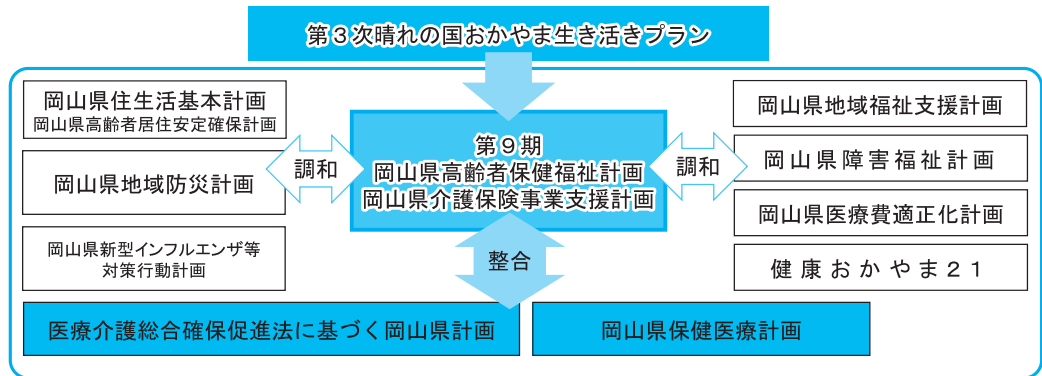 第３次晴れの国おかやま生き活きプラン
岡山県住生活基本計画
岡山県高齢者居住安定確保計画
岡山県地域防災計画
岡山県新型インフルエンザ等
対策行動計画
調和
第９期
岡山県高齢者保健福祉計画
岡山県介護保険事業支援計画
調和
岡山県地域福祉支援計画
岡山県障害福祉計画
岡山県医療費適正化計画
健康おかやま２１
整合
医療介護総合確保促進法に基づく岡山県計画
岡山県保健医療計画